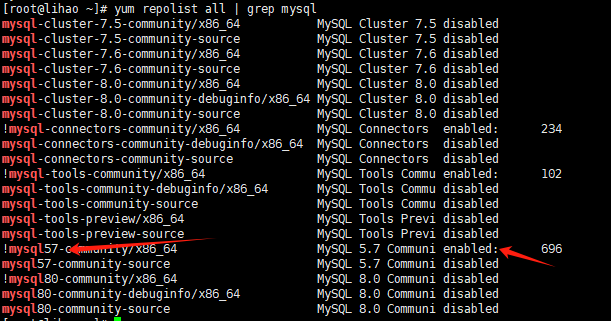 [root@lihao ~]# yum repolist all | grep mysql
mysql-cluster-7.5-community/x86_64 MySQL Cluster 7.5 disabled
mysql-cluster-7.5-community-source MySQL Cluster 7.5 disabled
mysql-cluster-7.6-community/x86_64 MySQL Cluster 7.6 disabled
mysql-cluster-7.6-community-source MySQL Cluster 7.6 disabled
mysql-cluster-8.0-community/x86_64 MySQL Cluster 8.0 disabled
mysql-cluster-8.0-community-debuginfo/x86_64 MySQL Cluster 8.0 disabled
mysql-cluster-8.0-community-source MySQL Cluster 8.0 disabled
!mysql-connectors-community/x86_64 MySQL Connectors enabled: 234
mysql-connectors-community-debuginfo/x86_64 MySQL Connectors disabled
mysql-connectors-community-source MySQL Connectors disabled
!mysql-tools-community/x86_64 MySQL Tools Commu enabled: 102
mysql-tools-community-debuginfo/x86_64 MySQL Tools Commu disabled
mysql-tools-community-source MySQL Tools Commu disabled
mysql-tools-preview/x86_64 MySQL Tools Previ disabled
mysql-tools-preview-source MySQL Tools Previ disabled
!mysql57-community/x86_64 MySQL 5.7 Communi enabled: 696
mysql57-community-source MySQL 5.7 Communi disabled
!mysql80-community/x86_64 MySQL 8.0 Communi disabled
mysql80-community-debuginfo/x86_64 MySQL 8.0 Communi disabled
mysql80-community-source MySQL 8.0 Communi disabled
[root@lihao ~]#